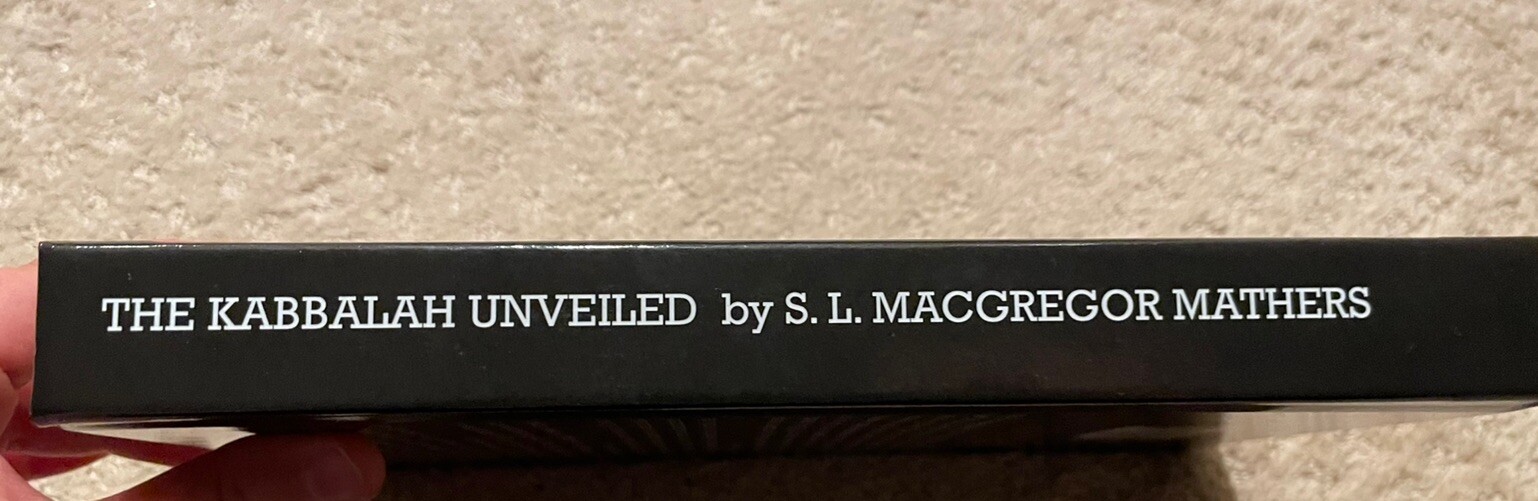 THE KABBALAH UNVEILED by S. L. MACGREGOR MATHERS